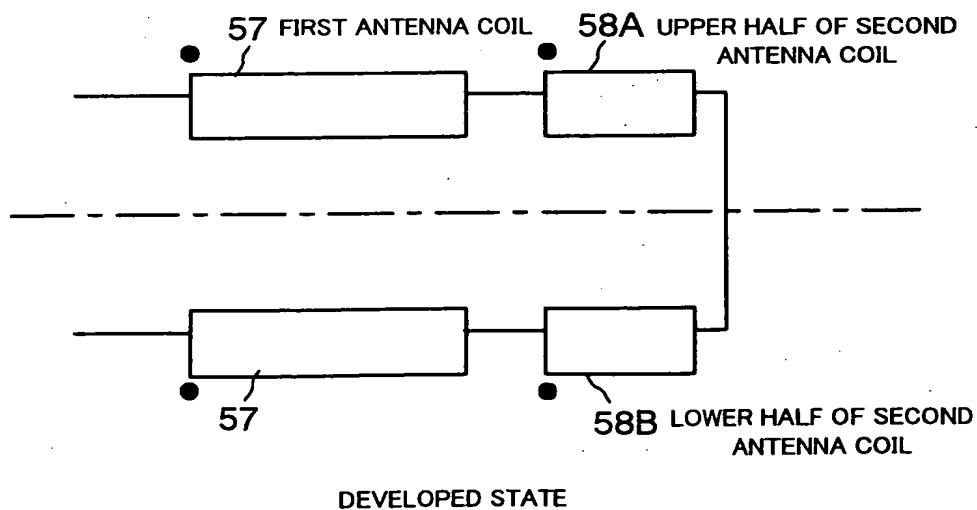 57 FIRST ANTENNA COIL
58A UPPER HALF OF SECOND
ANTENNA COIL
57
58B LOWER HALF OF SECOND
ANTENNA COIL
DEVELOPED STATE